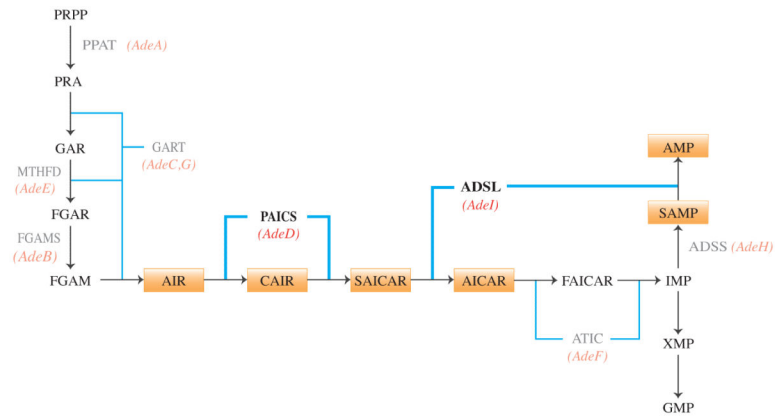 PRPP
PPAT (AdeA)
PRA
GART
(AdeC,G)
GAR
MTHFD
(AdeE)
FGAR
FGAMS
(AdeB)
FGAM
AIR
PAICS
(AdeD)
CAIR
SAICAR
ADSL
(AdeI)
AICAR
FAICAR
ATIC
(AdeF)
IMP
ADSS (AdeH)
SAMP
AMP
XMP
GMP